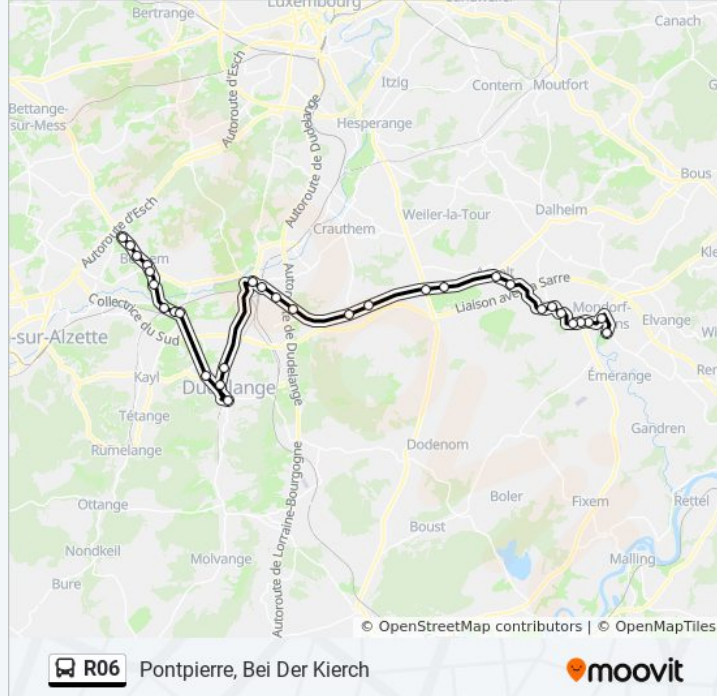 Luxembourg
Bertrange
Canach
Itzig
Contern
Moutfort
Bettange-
sur-Mess
Autoroute d'Esch
Hesperange
Autoroute de Dudelange
Bous
Weiler-la-Tour
Dalheim
Crauthem
Autoroute d'Esch
Liaison avec la Sarre
Collectrice du Sud
Autoroute de Dudelange
Mondorf-
Elvange
-sur-Alzette
Kayl
Émerange
Tétange
Gandren
Rumelange
Dodenom
Autoroute de Lorraine-Bourgogne
Ottange
Boler
Fixem
Rettel
Boust
Nondkeil
Molvange
Malling
Bure
© OpenStreetMap contributors | © OpenMapTiles
R06 Pontpierre, Bei Der Kierch
moovit